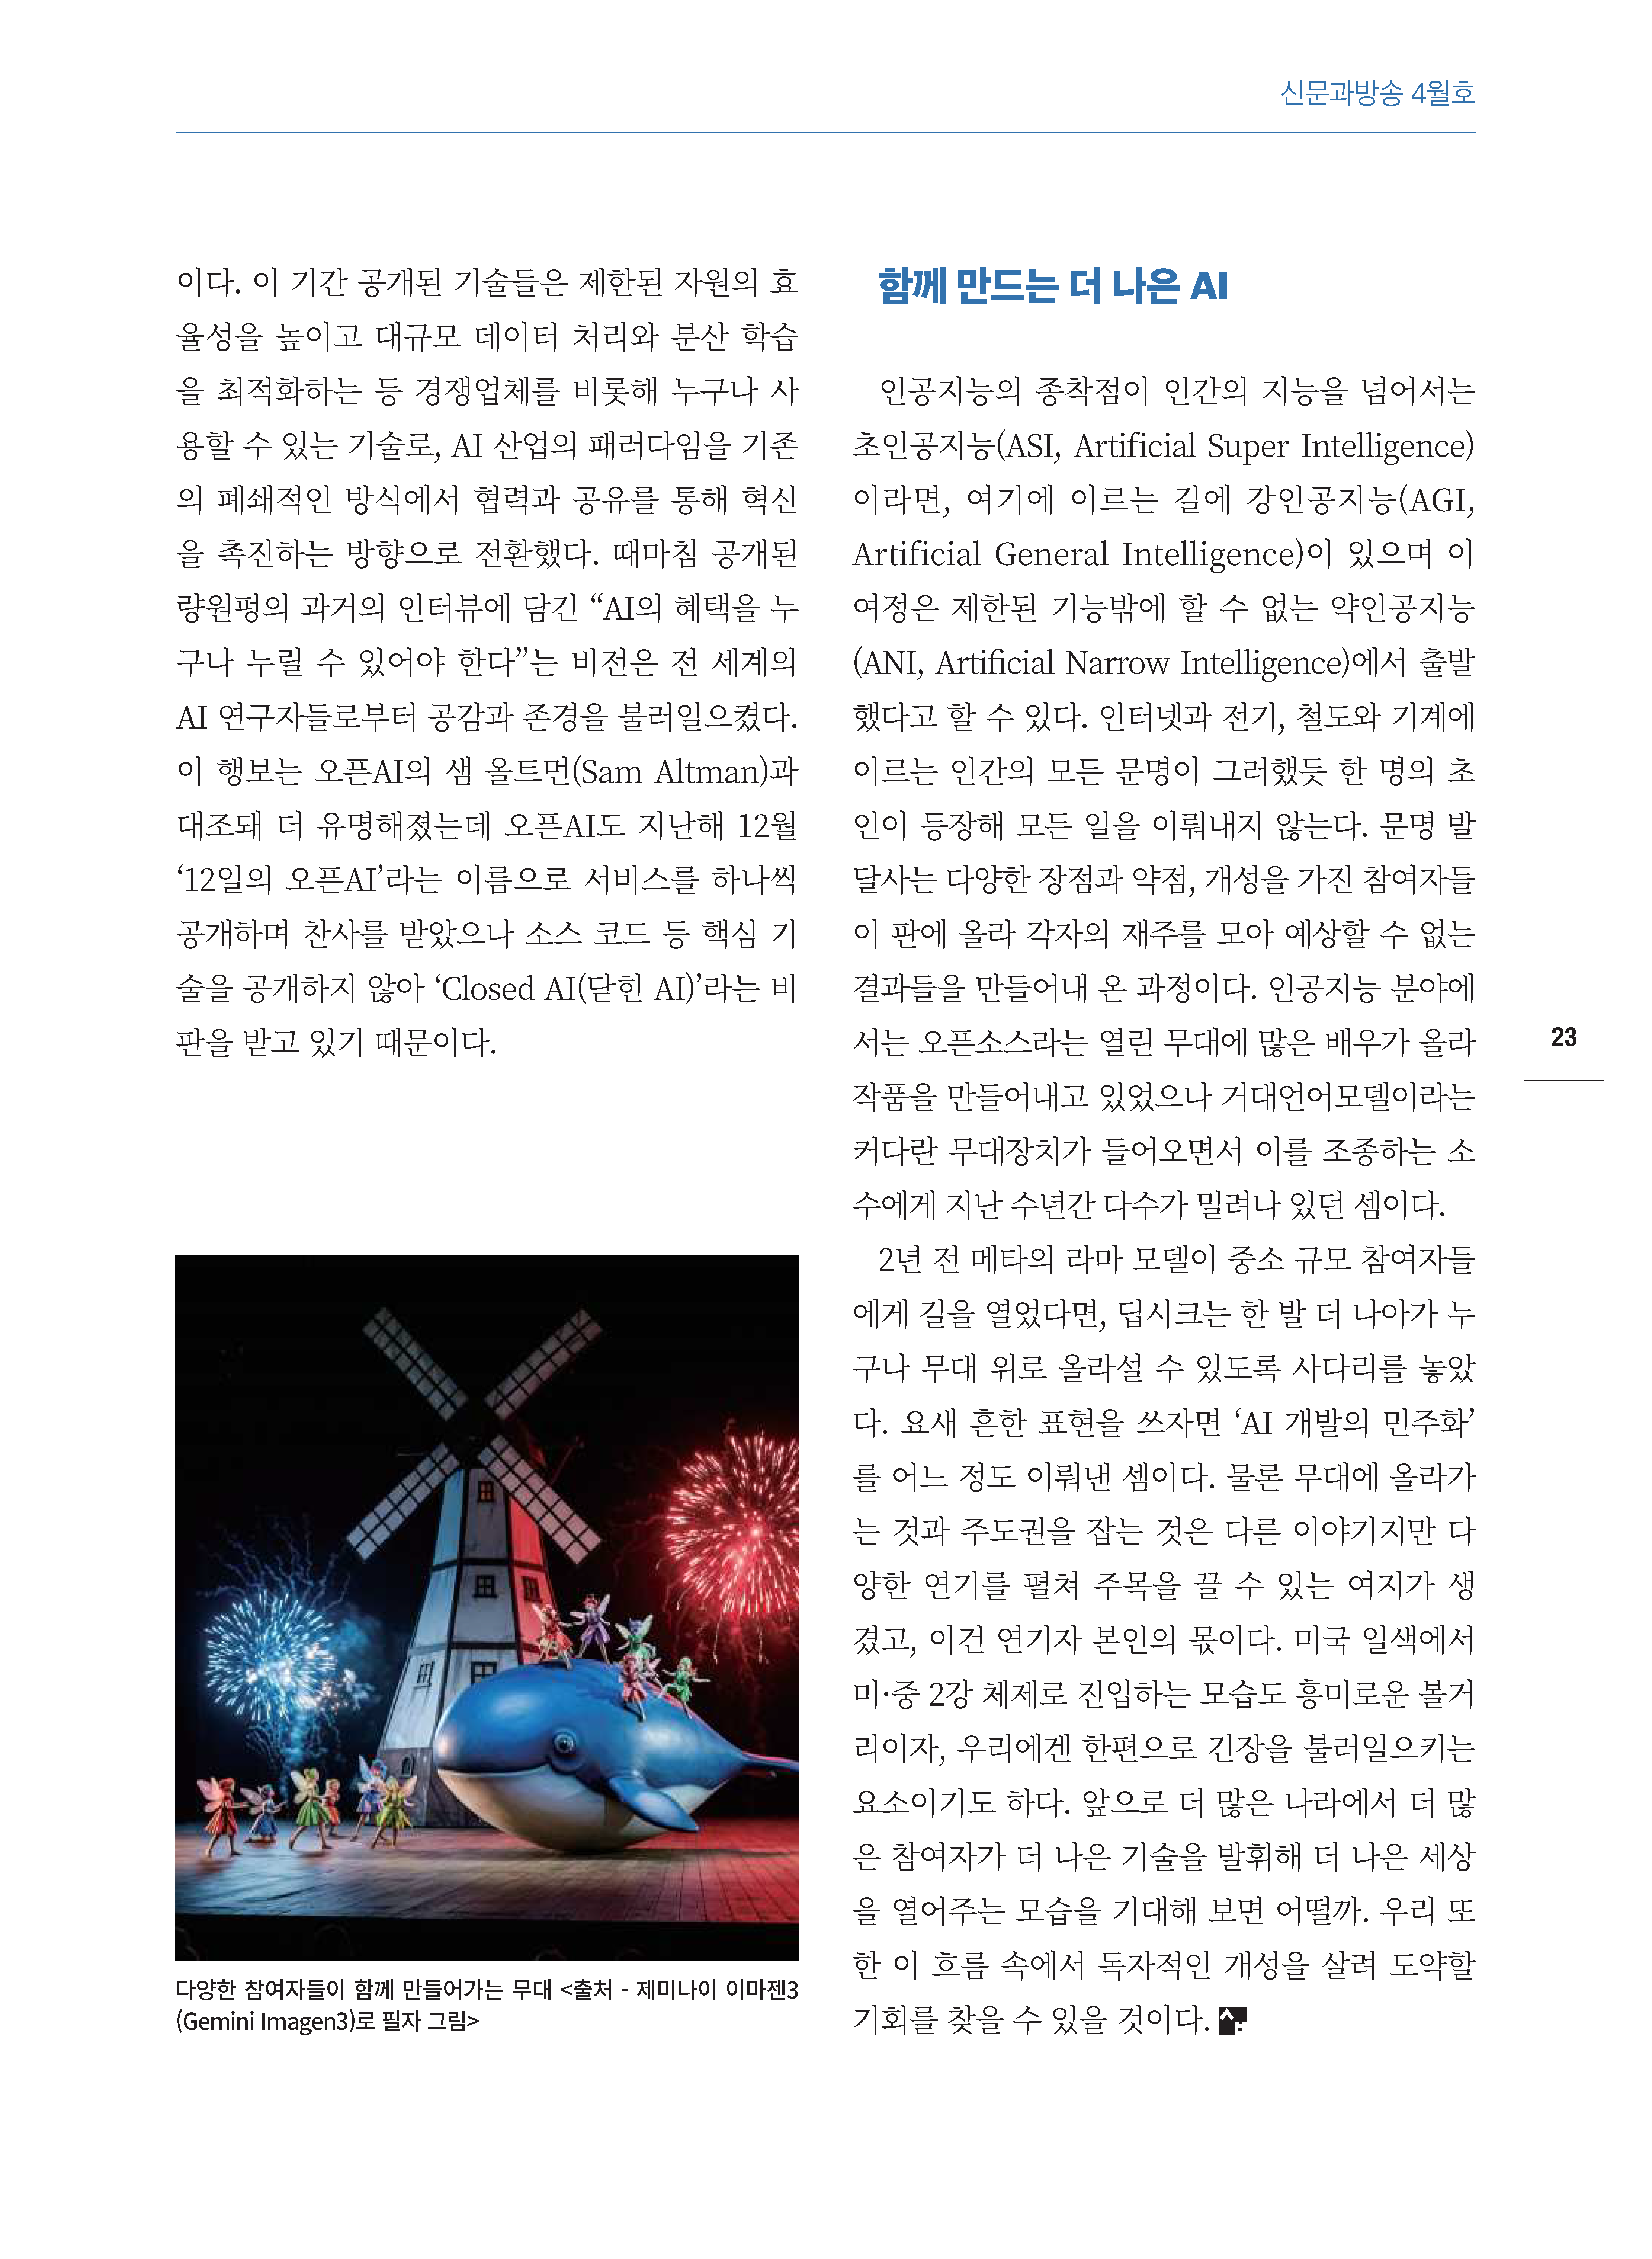 신문과방송 4월호
이다. 이 기간 공개된 기술들은 제한된 자원의 효
율성을 높이고 대규모 데이터 처리와 분산 학습
을 최적화하는 등 경쟁업체를 비롯해 누구나 사
용할 수 있는 기술로, AI 산업의 패러다임을 기존
의 폐쇄적인 방식에서 협력과 공유를 통해 혁신
을 촉진하는 방향으로 전환했다. 때마침 공개된
량원펑의 과거의 인터뷰에 담긴 “AI의 혜택을 누
구나 누릴 수 있어야 한다”는 비전은 전 세계의
AI 연구자들로부터 공감과 존경을 불러일으켰다.
이 행보는 오픈AI의 샘 올트먼(Sam Altman)과
대조돼 더 유명해졌는데 오픈AI도 지난해 12월
‘12일의 오픈AI’라는 이름으로 서비스를 하나씩
공개하며 찬사를 받았으나 소스 코드 등 핵심 기
술을 공개하지 않아 ‘Closed AI(닫힌 AI)’라는 비
판을 받고 있기 때문이다.
다양한 참여자들이 함께 만들어가는 무대 <출처 - 제미나이 이마젠3
(Gemini Imagen3)로 필자 그림>
함께 만드는 더 나은 AI
인공지능의 종착점이 인간의 지능을 넘어서는
초인공지능(ASI, Artificial Super Intelligence)
이라면, 여기에 이르는 길에 강인공지능(AGI,
Artificial General Intelligence)이 있으며 이
여정은 제한된 기능밖에 할 수 없는 약인공지능
(ANI, Artificial Narrow Intelligence)에서 출발
했다고 할 수 있다. 인터넷과 전기, 철도와 기계에
이르는 인간의 모든 문명이 그러했듯 한 명의 초
인이 등장해 모든 일을 이뤄내지 않는다. 문명 발
달사는 다양한 장점과 약점, 개성을 가진 참여자들
이 판에 올라 각자의 재주를 모아 예상할 수 없는
결과들을 만들어내 온 과정이다. 인공지능 분야에
서는 오픈소스라는 열린 무대에 많은 배우가 올라
작품을 만들어내고 있었으나 거대언어모델이라는
커다란 무대장치가 들어오면서 이를 조종하는 소
수에게 지난 수년간 다수가 밀려나 있던 셈이다.
2년 전 메타의 라마 모델이 중소 규모 참여자들
에게 길을 열었다면, 딥시크는 한 발 더 나아가 누
구나 무대 위로 올라설 수 있도록 사다리를 놓았
다. 요새 흔한 표현을 쓰자면 ‘AI 개발의 민주화’
를 어느 정도 이뤄낸 셈이다. 물론 무대에 올라가
는 것과 주도권을 잡는 것은 다른 이야기지만 다
양한 연기를 펼쳐 주목을 끌 수 있는 여지가 생
겼고, 이건 연기자 본인의 몫이다. 미국 일색에서
미·중 2강 체제로 진입하는 모습도 흥미로운 볼거
리이자, 우리에겐 한편으로 긴장을 불러일으키는
요소이기도 하다. 앞으로 더 많은 나라에서 더 많
은 참여자가 더 나은 기술을 발휘해 더 나은 세상
을 열어주는 모습을 기대해 보면 어떨까. 우리 또
한 이 흐름 속에서 독자적인 개성을 살려 도약할
기회를 찾을 수 있을 것이다.
23